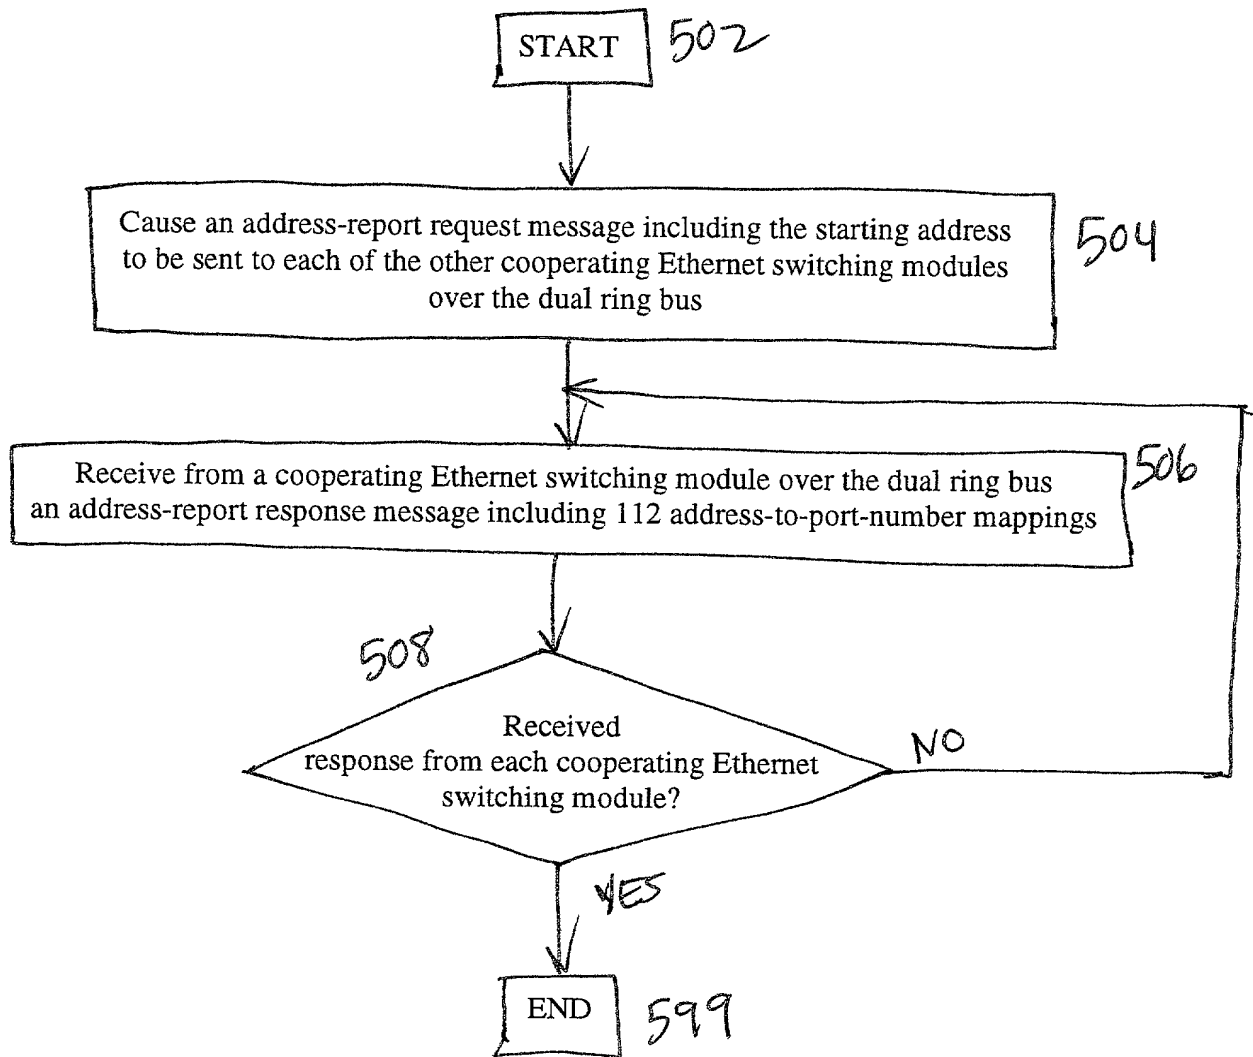 START 502
Cause an address-report request message including the starting address
to be sent to each of the other cooperating Ethernet switching modules
over the dual ring bus
504
Receive from a cooperating Ethernet switching module over the dual ring bus
an address-report response message including 112 address-to-port-number mappings
506
508
Received
response from each cooperating Ethernet
switching module?
NO
YES
END 599